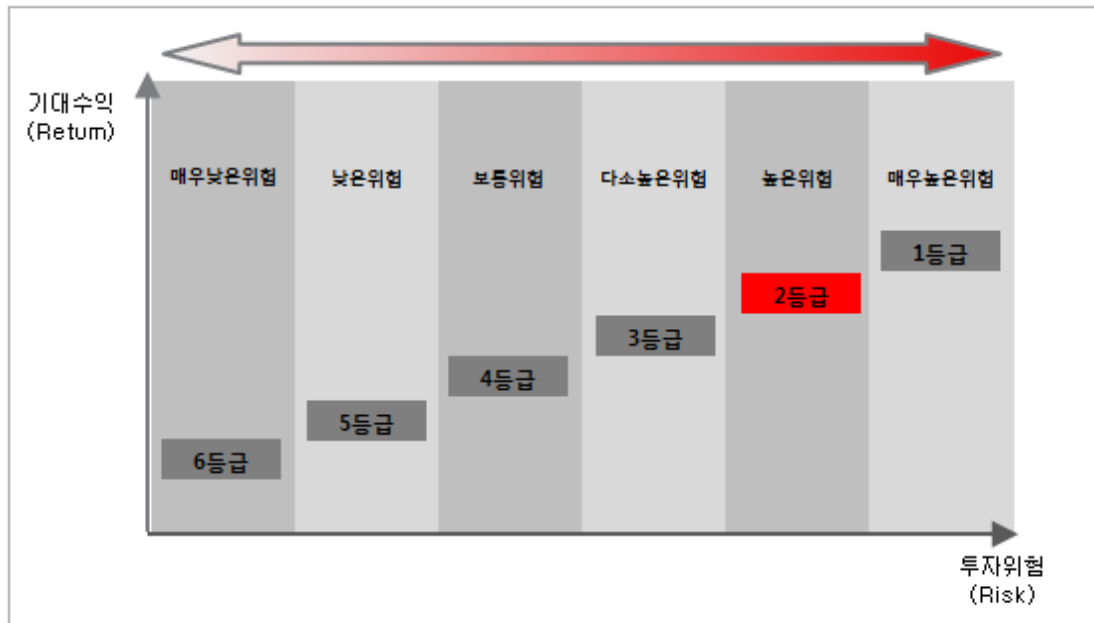 기대수익
(Retum)
매우낮은위험
낮은위험
보통위험
다소높은위험
높은위험
매우높은위험
1등급
2등급
3등급
4등급
5등급
6등급
투자위험
(Risk)